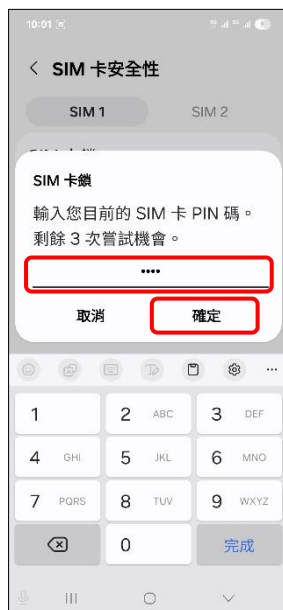 10:01
SIM 卡安全性
SIM 1
SIM 2
SIM 卡鎖
輸入您目前的 SIM 卡 PIN 碼。
剩餘 3 次嘗試機會。
••••
取消
確定
1
2 ABC
3 DEF
4 GHI
5 JKL
6 MNO
7 PQRS
8 TUV
9 WXYZ
0
完成